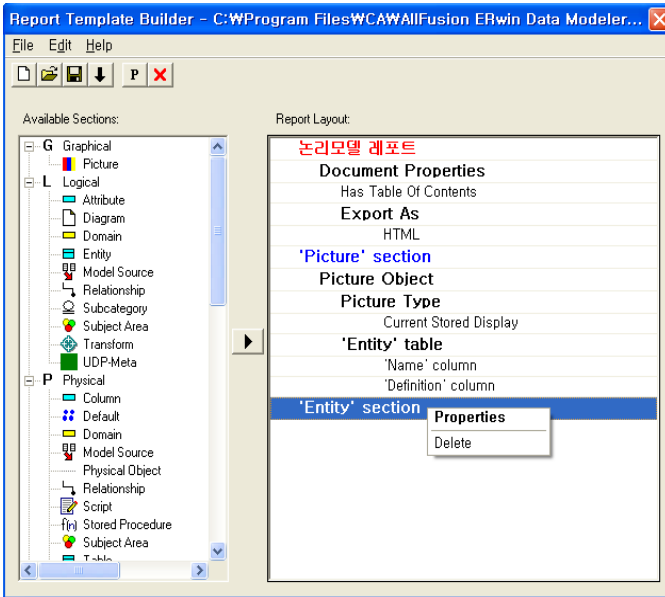 Report Template Builder - C:₩Program Files₩CA₩AllFusion ERwin Data Modeler...
File Edit Help
P
Available Sections:
Report Layout:
G Graphical
Picture
L Logical
Attribute
Diagram
Domain
Entity
Model Source
Relationship
Subcategory
Subject Area
Transform
UDP-Meta
P Physical
Column
Default
Domain
Model Source
Physical Object
Relationship
Script
f(n) Stored Procedure
Subject Area
Table
논리모델 레포트
Document Properties
Has Table Of Contents
Export As
HTML
'Picture' section
Picture Object
Picture Type
Current Stored Display
'Entity' table
'Name' column
'Definition' column
'Entity' section
Properties
Delete